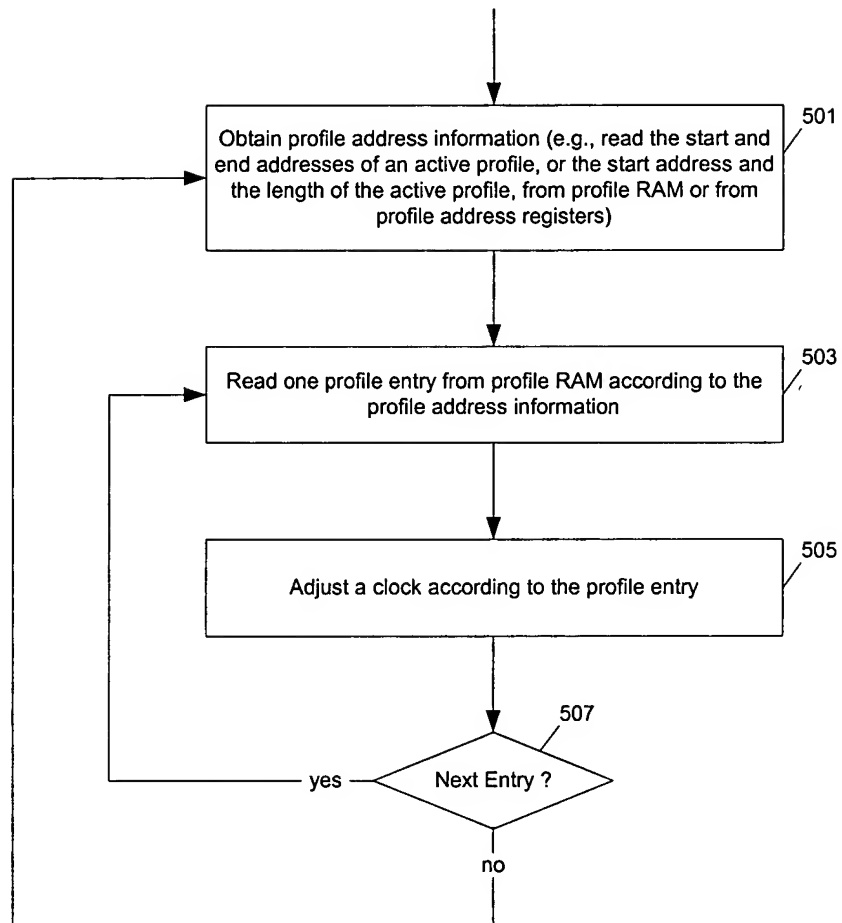 501
Obtain profile address information (e.g., read the start and
end addresses of an active profile, or the start address and
the length of the active profile, from profile RAM or from
profile address registers)
503
Read one profile entry from profile RAM according to the
profile address information
505
Adjust a clock according to the profile entry
507
Next Entry ?
yes
no